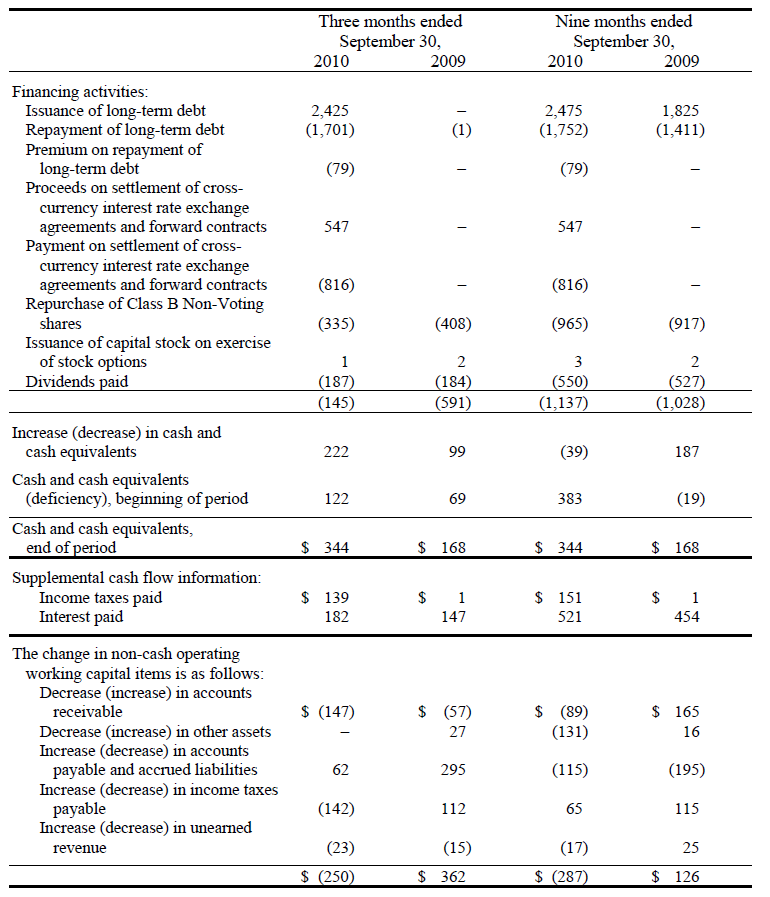 Three months ended Nine months ended
September 30, September 30,
2010 2009 2010 2009
Financing activities:
Issuance of long-term debt 2,425 – 2,475 1,825
Repayment of long-term debt (1,701) (1) (1,752) (1,411)
Premium on repayment of
long-term debt (79) – (79) –
Proceeds on settlement of cross-
currency interest rate exchange
agreements and forward contracts 547 – 547 –
Payment on settlement of cross-
currency interest rate exchange
agreements and forward contracts (816) – (816) –
Repurchase of Class B Non-Voting
shares (335) (408) (965) (917)
Issuance of capital stock on exercise
of stock options 1 2 3 2
Dividends paid (187) (184) (550) (527)
(145) (591) (1,137) (1,028)
Increase (decrease) in cash and
cash equivalents 222 99 (39) 187
Cash and cash equivalents
(deficiency), beginning of period 122 69 383 (19)
Cash and cash equivalents,
end of period $ 344 $ 168 $ 344 $ 168
Supplemental cash flow information:
Income taxes paid $ 139 $ 1 $ 151 $ 1
Interest paid 182 147 521 454
The change in non-cash operating
working capital items is as follows:
Decrease (increase) in accounts
receivable $ (147) $ (57) $ (89) $ 165
Decrease (increase) in other assets – 27 (131) 16
Increase (decrease) in accounts
payable and accrued liabilities 62 295 (115) (195)
Increase (decrease) in income taxes
payable (142) 112 65 115
Increase (decrease) in unearned
revenue (23) (15) (17) 25
$ (250) $ 362 $ (287) $ 126